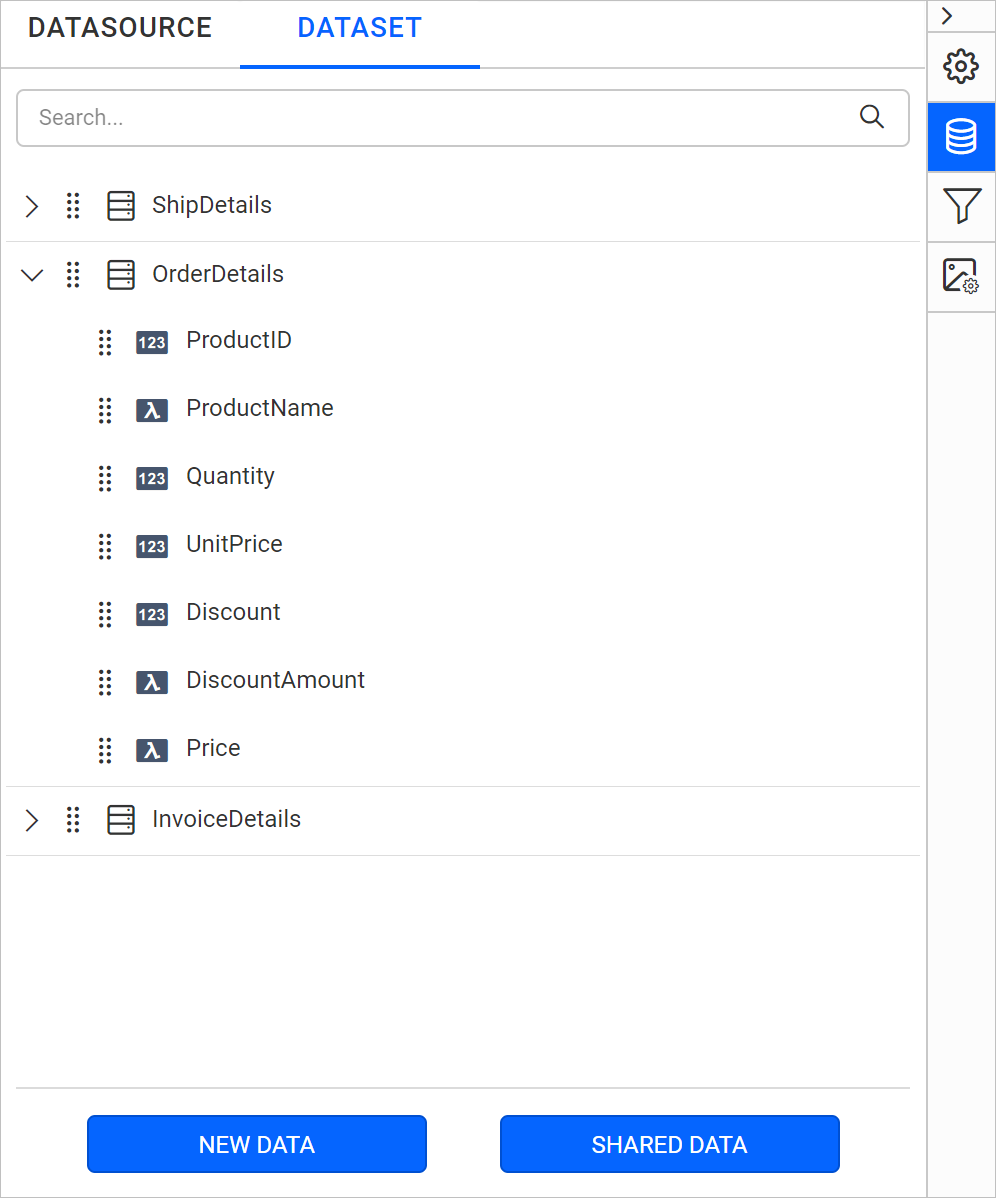 DATASOURCE DATASET
Search...
ShipDetails
OrderDetails
123 ProductID
λ ProductName
123 Quantity
123 UnitPrice
123 Discount
λ DiscountAmount
λ Price
InvoiceDetails
NEW DATA SHARED DATA